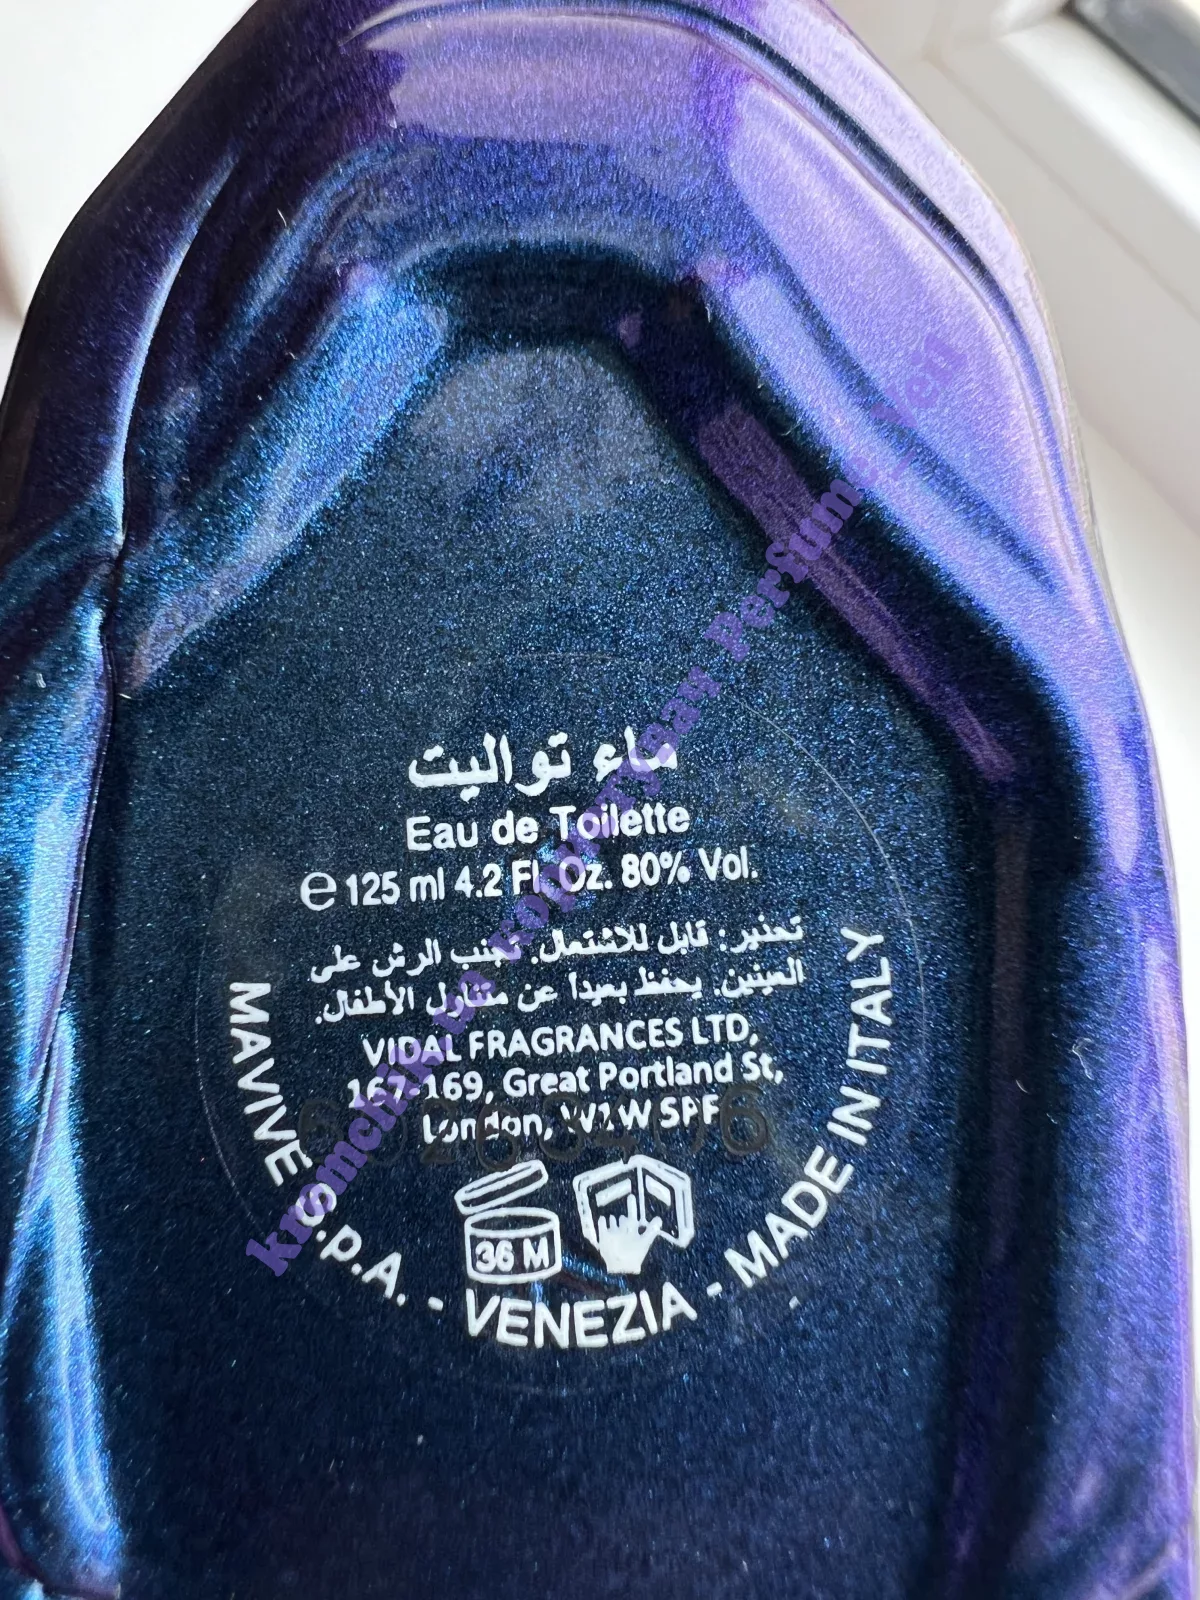 ماء تواليت
Eau de Toilette
℮ 125 ml 4.2 Fl. Oz. 80% Vol.
تحذير: قابل للاشتعال. تجنب الرش على
العينين. يحفظ بعيداً عن متناول الأطفال.
VIDAL FRAGRANCES LTD,
167-169, Great Portland St,
London, W1W 5PF
36 M
MAVIVE S.p.A. - VENEZIA - MADE IN ITALY